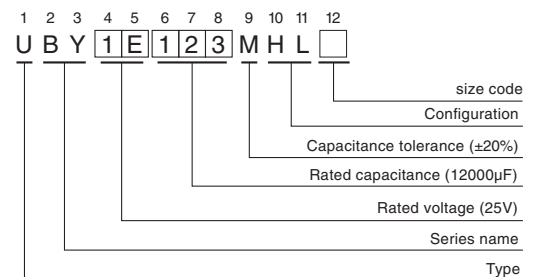 1 2 3 4 5 6 7 8 9 10 11 12
U B Y 1 E 1 2 3 M H L
size code
Configuration
Capacitance tolerance (±20%)
Rated capacitance (12000µF)
Rated voltage (25V)
Series name
Type